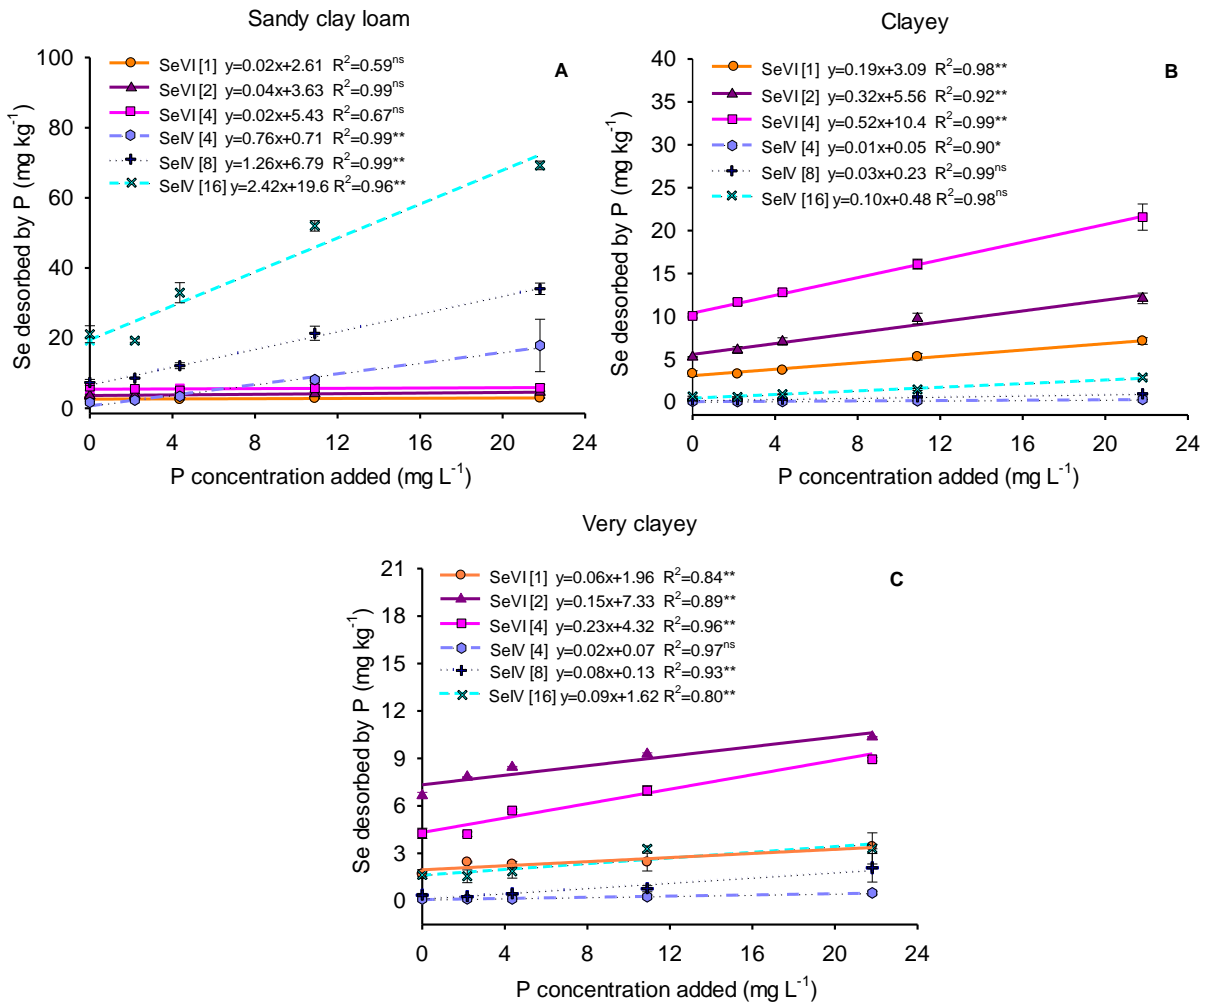 Sandy clay loam
SeVI [1] y=0.02x+2.61 R²=0.59ⁿˢ
SeVI [2] y=0.04x+3.63 R²=0.99ⁿˢ
SeVI [4] y=0.02x+5.43 R²=0.67ⁿˢ
SeIV [4] y=0.76x+0.71 R²=0.99**
SeIV [8] y=1.26x+6.79 R²=0.99**
SeIV [16] y=2.42x+19.6 R²=0.96**
A
Se desorbed by P (mg kg⁻¹)
100
80
60
40
20
0
0 4 8 12 16 20 24
P concentration added (mg L⁻¹)
Clayey
SeVI [1] y=0.19x+3.09 R²=0.98**
SeVI [2] y=0.32x+5.56 R²=0.92**
SeVI [4] y=0.52x+10.4 R²=0.99**
SeIV [4] y=0.01x+0.05 R²=0.90*
SeIV [8] y=0.03x+0.23 R²=0.99ⁿˢ
SeIV [16] y=0.10x+0.48 R²=0.98ⁿˢ
B
Se desorbed by P (mg kg⁻¹)
40
35
30
25
20
15
10
5
0
0 4 8 12 16 20 24
P concentration added (mg L⁻¹)
Very clayey
SeVI [1] y=0.06x+1.96 R²=0.84**
SeVI [2] y=0.15x+7.33 R²=0.89**
SeVI [4] y=0.23x+4.32 R²=0.96**
SeIV [4] y=0.02x+0.07 R²=0.97ⁿˢ
SeIV [8] y=0.08x+0.13 R²=0.93**
SeIV [16] y=0.09x+1.62 R²=0.80**
C
Se desorbed by P (mg kg⁻¹)
21
18
15
12
9
6
3
0
0 4 8 12 16 20 24
P concentration added (mg L⁻¹)